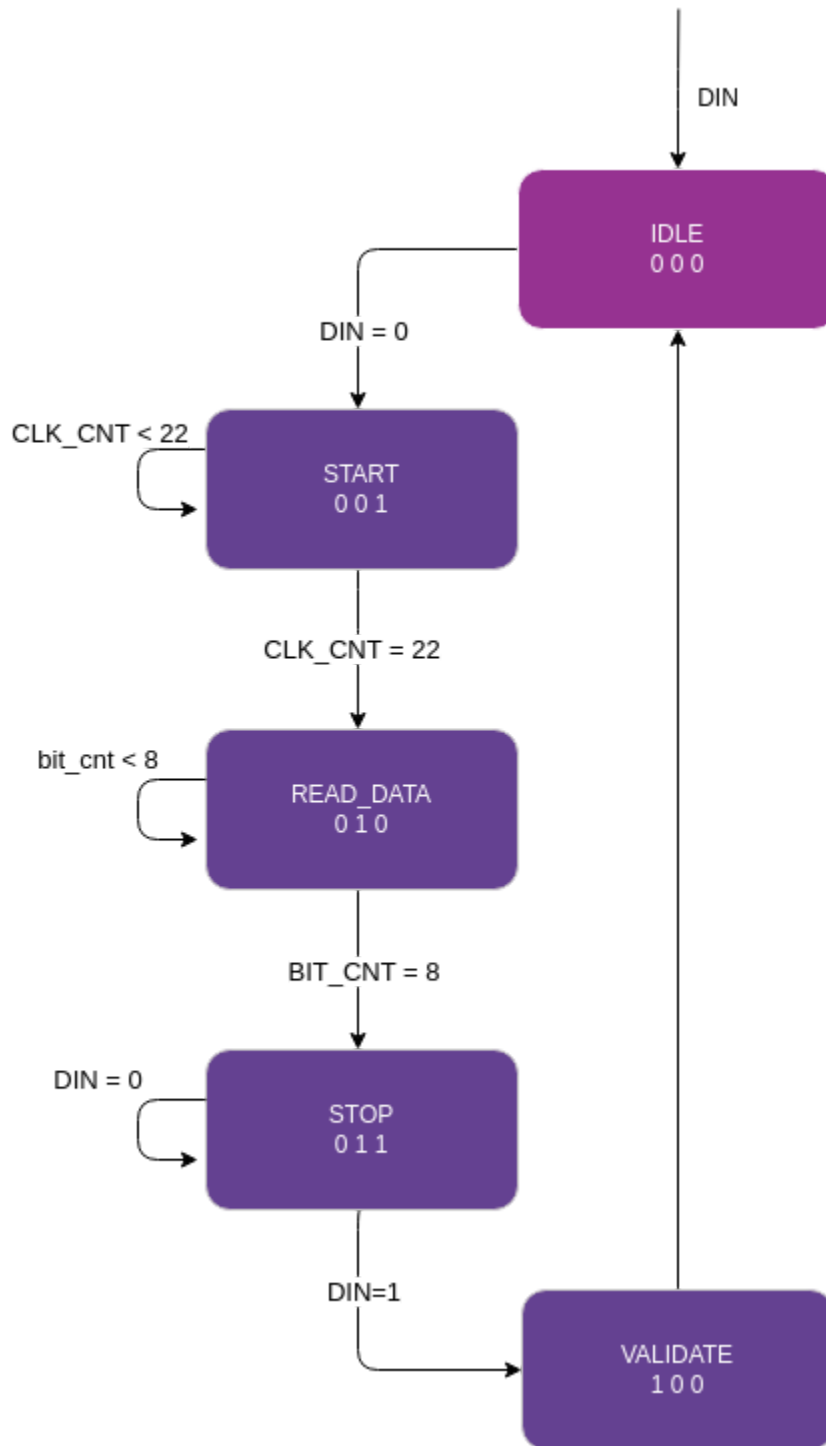 DIN
IDLE
0 0 0
DIN = 0
CLK_CNT < 22
START
0 0 1
CLK_CNT = 22
bit_cnt < 8
READ_DATA
0 1 0
BIT_CNT = 8
DIN = 0
STOP
0 1 1
DIN=1
VALIDATE
1 0 0